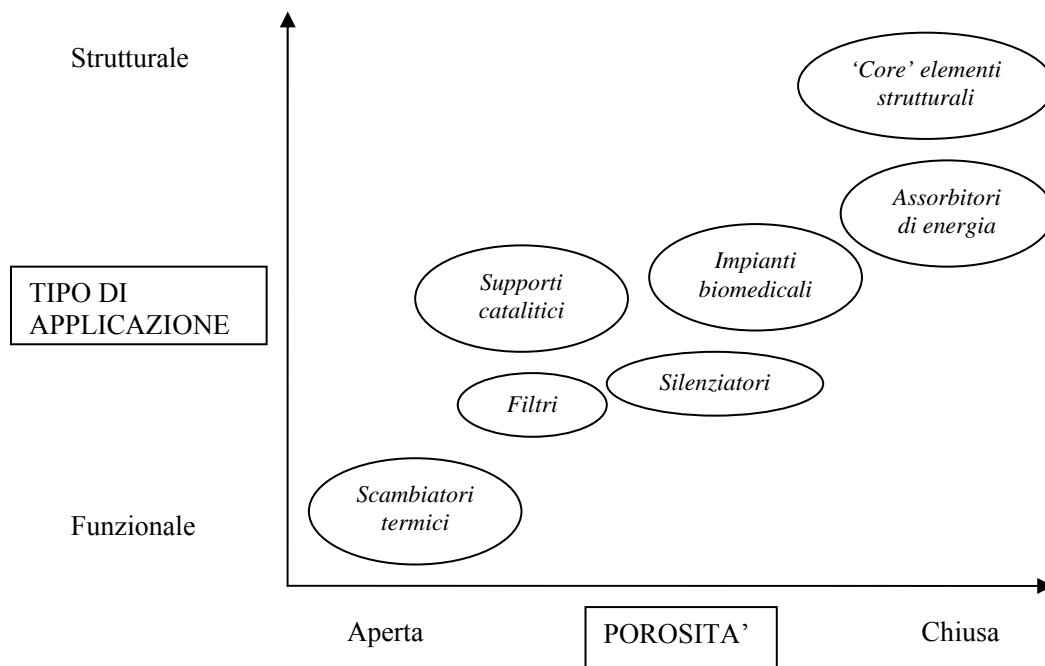 Strutturale
‘Core’ elementi
strutturali
Assorbitori
di energia
Impianti
biomedicali
Supporti
catalitici
TIPO DI
APPLICAZIONE
Silenziatori
Filtri
Scambiatori
termici
Funzionale
Aperta
POROSITA’
Chiusa